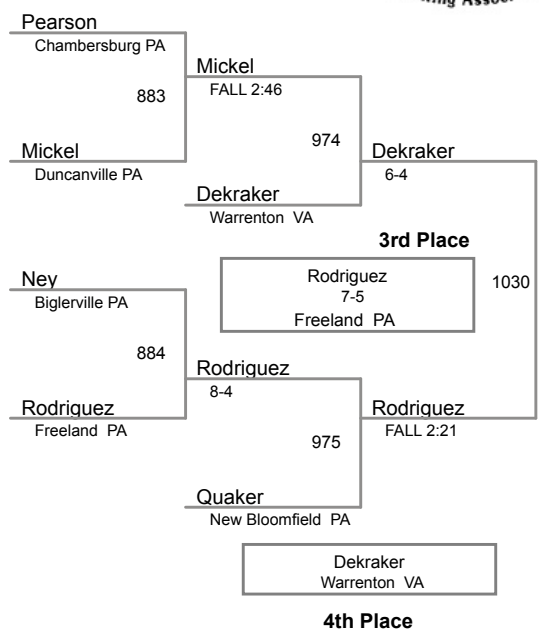 Pearson
Chambersburg PA
883
Mickel
Duncanville PA
Mickel
FALL 2:46
974
Dekraker
Warrenton VA
Dekraker
6-4
3rd Place
Rodriguez
7-5
Freeland PA
1030
Ney
Biglerville PA
884
Rodriguez
Freeland PA
Rodriguez
8-4
975
Quaker
New Bloomfield PA
Rodriguez
FALL 2:21
Dekraker
Warrenton VA
4th Place